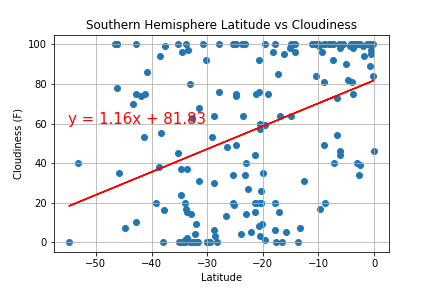 Southern Hemisphere Latitude vs Cloudiness
100
80
y = 1.16x + 81.83
60
Cloudiness (F)
40
20
0
−50 −40 −30 −20 −10 0
Latitude